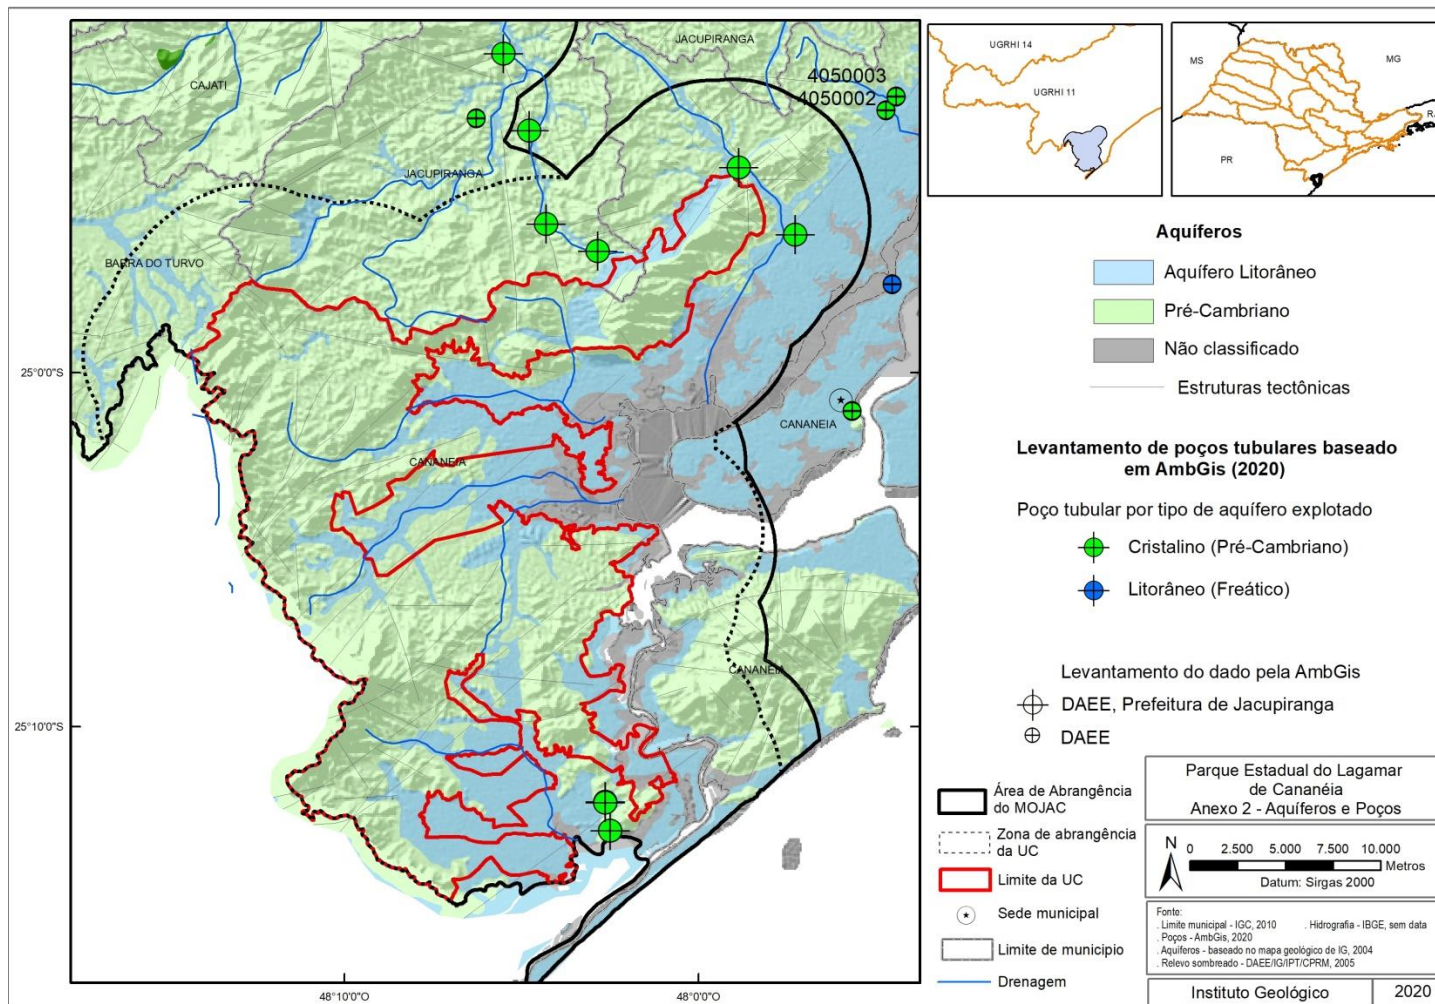 JACUPIRANGA
CAJATI
4050003
4050002
JACUPIRANGA
BARRA DO TURVO
CANANEIA
CANANEIA
CANANEIA
25°0'0"S
25°10'0"S
48°10'0"O
48°0'0"O
UGRHI 14
UGRHI 11
MS
MG
PR
Aquíferos
Aquífero Litorâneo
Pré-Cambriano
Não classificado
Estruturas tectônicas
Levantamento de poços tubulares baseado
em AmbGis (2020)
Poço tubular por tipo de aquífero explotado
Cristalino (Pré-Cambriano)
Litorâneo (Freático)
Levantamento do dado pela AmbGis
DAEE, Prefeitura de Jacupiranga
DAEE
Área de Abrangência
do MOJAC
Zona de abrangência
da UC
Limite da UC
Sede municipal
Limite de municipio
Drenagem
Parque Estadual do Lagamar
de Cananéia
Anexo 2 - Aquíferos e Poços
N
0 2.500 5.000 7.500 10.000
Metros
Datum: Sirgas 2000
Fonte:
. Limite municipal - IGC, 2010 . Hidrografia - IBGE, sem data
. Poços - AmbGis, 2020
. Aquíferos - baseado no mapa geológico de IG, 2004
. Relevo sombreado - DAEE/IG/IPT/CPRM, 2005
Instituto Geológico 2020